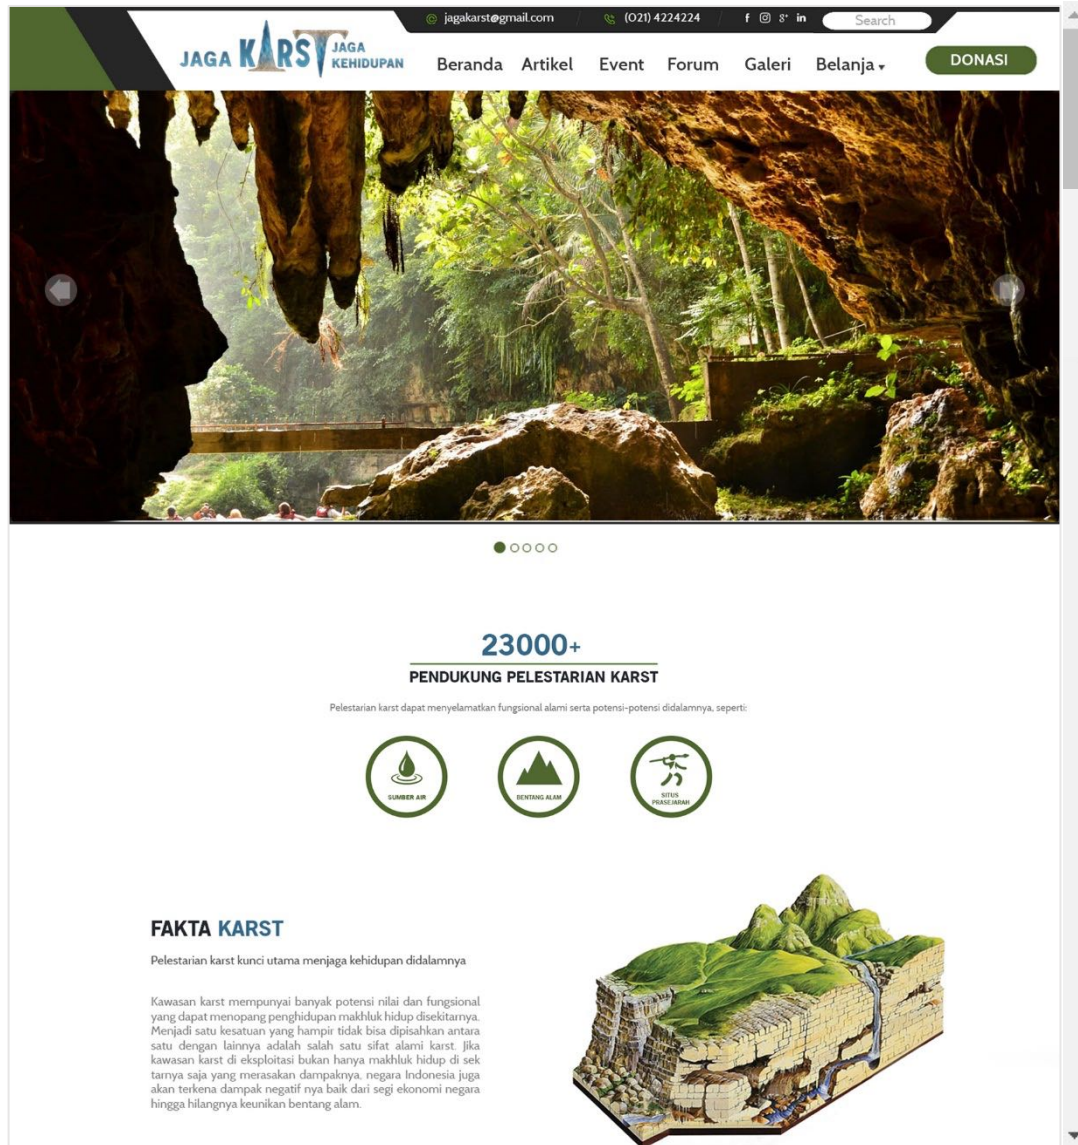 jagakarst@gmail.com
(021) 4224224
f g+ in
Search
JAGA KARST JAGA KEHIDUPAN
Beranda Artikel Event Forum Galeri Belanja
DONASI
23000+
PENDUKUNG PELESTARIAN KARST
Pelestarian karst dapat menyelamatkan fungsional alami serta potensi-potensi didalamnya, seperti:
SUMBER AIR
BENTANG ALAM
SITUS
PRASEJARAH
FAKTA KARST
Pelestarian karst kunci utama menjaga kehidupan didalamnya
Kawasan karst mempunyai banyak potensi nilai dan fungsional
yang dapat menopang penghidupan makhluk hidup disekitarnya.
Menjadi satu kesatuan yang hampir tidak bisa dipisahkan antara
satu dengan lainnya adalah salah satu sifat alami karst. Jika
kawasan karst di eksploitasi bukan hanya makhluk hidup di sek
tarnya saja yang merasakan dampaknya, negara Indonesia juga
akan terkena dampak negatif nya baik dari segi ekonomi negara
hingga hilangnya keunikan bentang alam.